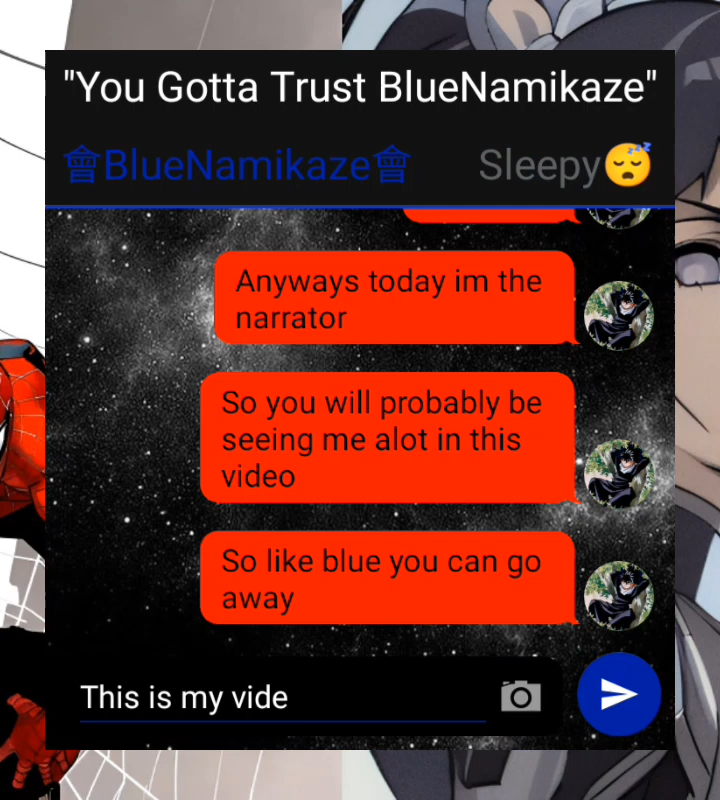 "You Gotta Trust BlueNamikaze"
會BlueNamikaze會 Sleepy😴
Anyways today im the
narrator
So you will probably be
seeing me alot in this
video
So like blue you can go
away
This is my vide